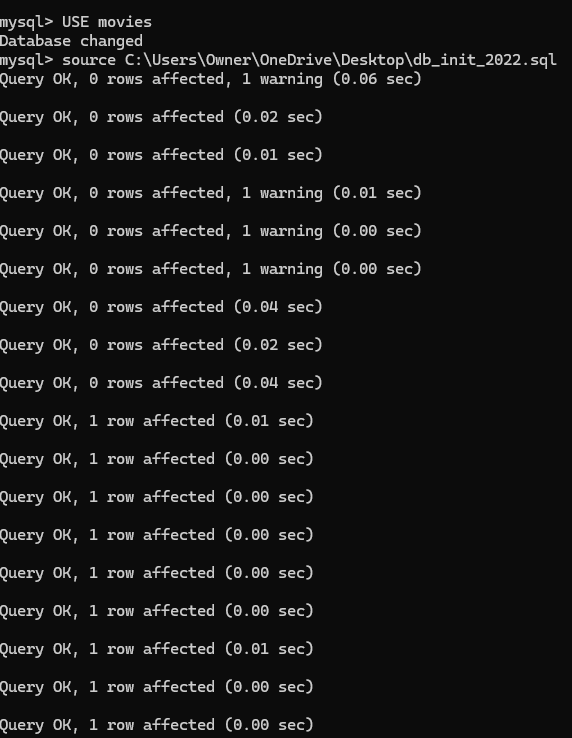 mysql> USE movies
Database changed
mysql> source C:\Users\Owner\OneDrive\Desktop\db_init_2022.sql
Query OK, 0 rows affected, 1 warning (0.06 sec)
Query OK, 0 rows affected (0.02 sec)
Query OK, 0 rows affected (0.01 sec)
Query OK, 0 rows affected, 1 warning (0.01 sec)
Query OK, 0 rows affected, 1 warning (0.00 sec)
Query OK, 0 rows affected, 1 warning (0.00 sec)
Query OK, 0 rows affected (0.04 sec)
Query OK, 0 rows affected (0.02 sec)
Query OK, 0 rows affected (0.04 sec)
Query OK, 1 row affected (0.01 sec)
Query OK, 1 row affected (0.00 sec)
Query OK, 1 row affected (0.00 sec)
Query OK, 1 row affected (0.00 sec)
Query OK, 1 row affected (0.00 sec)
Query OK, 1 row affected (0.00 sec)
Query OK, 1 row affected (0.01 sec)
Query OK, 1 row affected (0.00 sec)
Query OK, 1 row affected (0.00 sec)